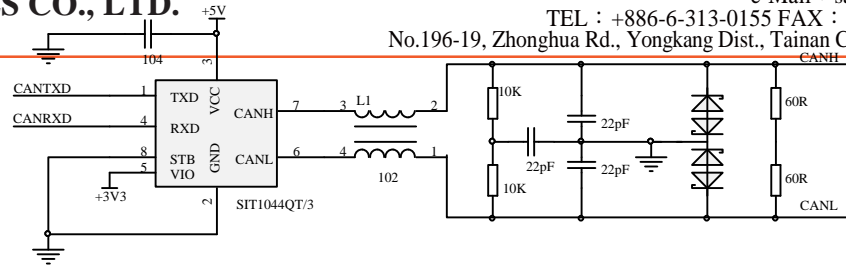 S CO., LTD.
TEL：+886-6-313-0155 FAX：
No.196-19, Zhonghua Rd., Yongkang Dist., Tainan C
+5V
104
CANTXD
CANRXD
1
4
8
5
3
2
TXD
RXD
STB
VIO
VCC
GND
CANH
CANL
7
6
+3V3
SIT1044QT/3
3
L1
2
4
1
102
10K
10K
22pF
22pF
22pF
60R
60R
CANH
CANL